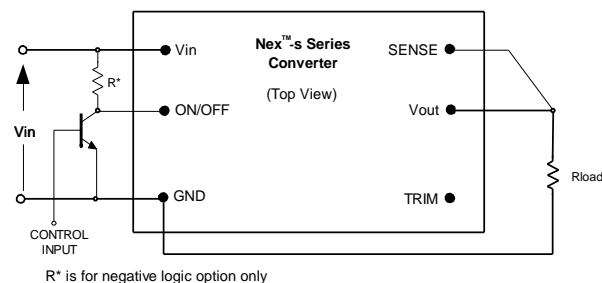 Nex™-s Series
Converter
(Top View)
Vin
SENSE
R*
ON/OFF
Vout
Vin
GND
TRIM
Rload
CONTROL
INPUT
R* is for negative logic option only